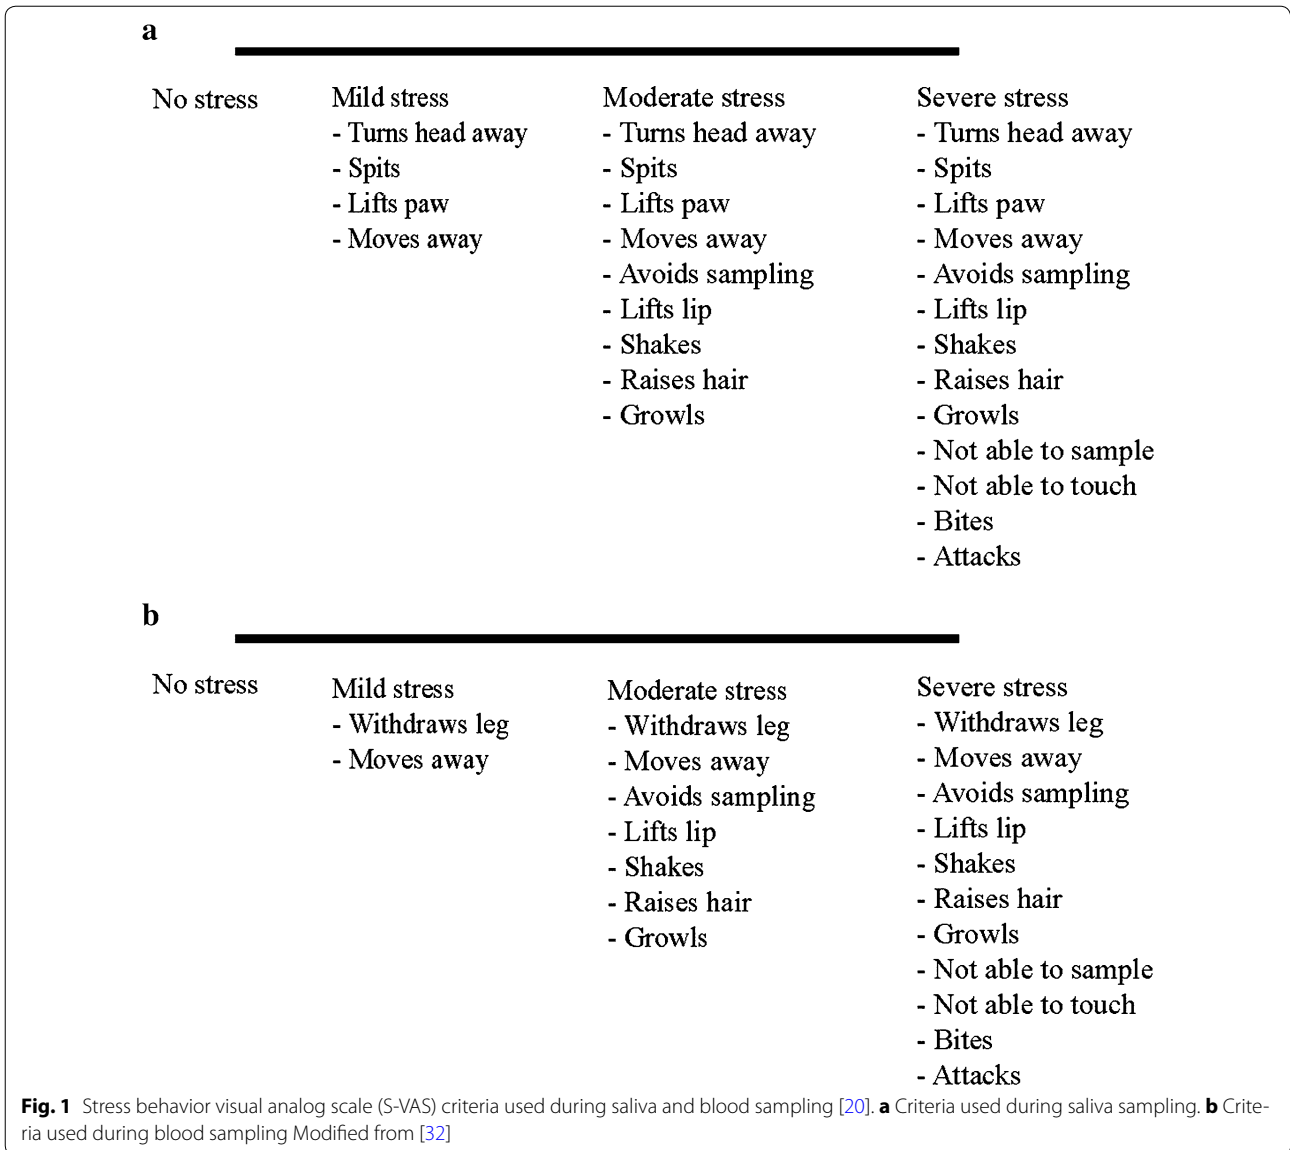 a
No stress
Mild stress
- Turns head away
- Spits
- Lifts paw
- Moves away
Moderate stress
- Turns head away
- Spits
- Lifts paw
- Moves away
- Avoids sampling
- Lifts lip
- Shakes
- Raises hair
- Growls
Severe stress
- Turns head away
- Spits
- Lifts paw
- Moves away
- Avoids sampling
- Lifts lip
- Shakes
- Raises hair
- Growls
- Not able to sample
- Not able to touch
- Bites
- Attacks
b
No stress
Mild stress
- Withdraws leg
- Moves away
Moderate stress
- Withdraws leg
- Moves away
- Avoids sampling
- Lifts lip
- Shakes
- Raises hair
- Growls
Severe stress
- Withdraws leg
- Moves away
- Avoids sampling
- Lifts lip
- Shakes
- Raises hair
- Growls
- Not able to sample
- Not able to touch
- Bites
- Attacks
Fig. 1 Stress behavior visual analog scale (S-VAS) criteria used during saliva and blood sampling [20]. a Criteria used during saliva sampling. b Crite-
ria used during blood sampling Modified from [32]